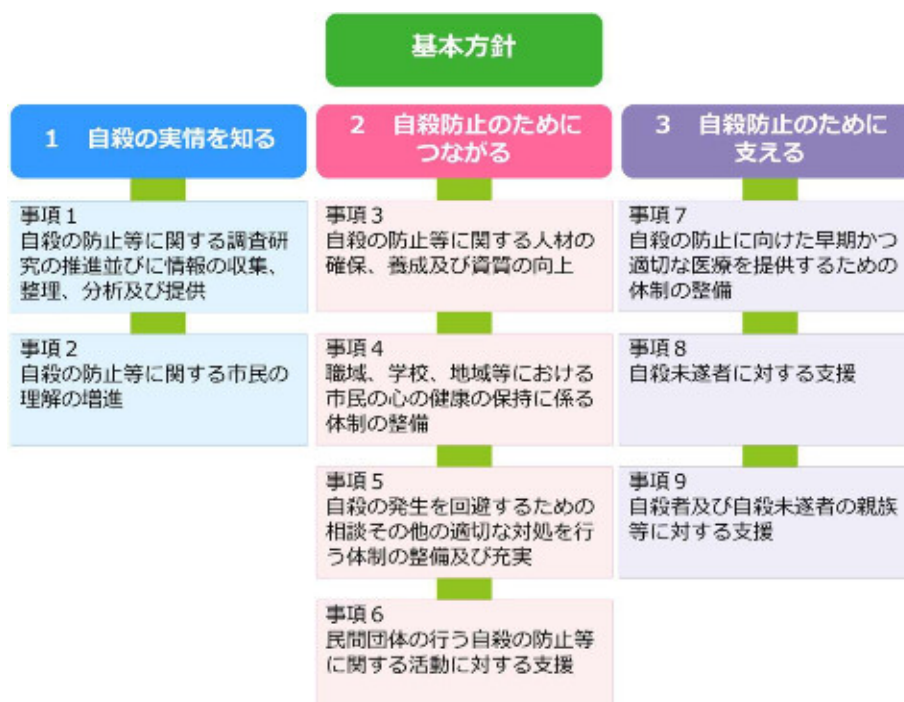 基本方針
1 自殺の実情を知る
事項1
自殺の防止等に関する調査研
究の推進並びに情報の収集、
整理、分析及び提供
事項2
自殺の防止等に関する市民の
理解の増進
2 自殺防止のために
つながる
事項3
自殺の防止等に関する人材の
確保、養成及び資質の向上
事項4
職域、学校、地域等における
市民の心の健康の保持に係る
体制の整備
事項5
自殺の発生を回避するための
相談その他の適切な対処を行
う体制の整備及び充実
事項6
民間団体の行う自殺の防止等
に関する活動に対する支援
3 自殺防止のために
支える
事項7
自殺の防止に向けた早期かつ
適切な医療を提供するための
体制の整備
事項8
自殺未遂者に対する支援
事項9
自殺者及び自殺未遂者の親族
等に対する支援